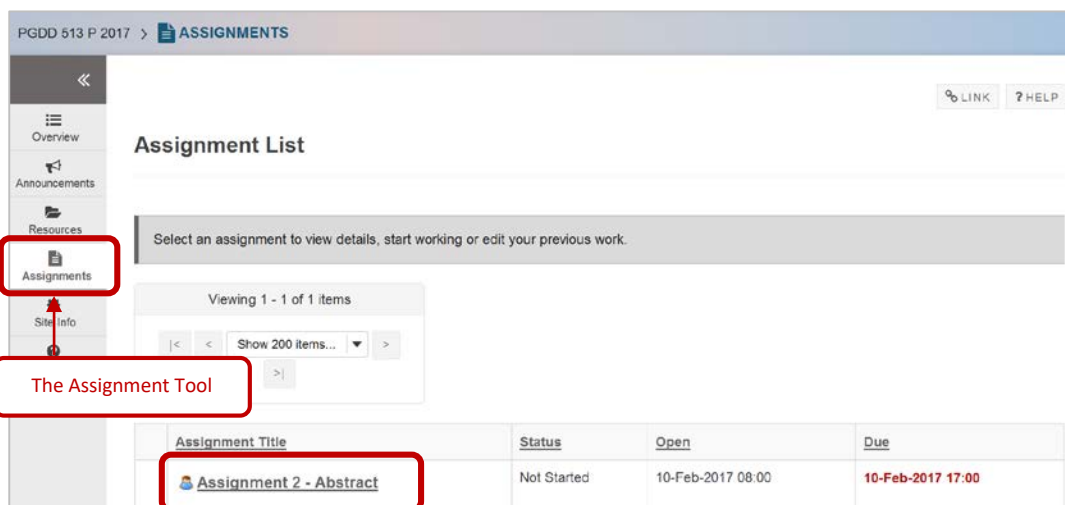 PGDD 513 P 2017 > ASSIGNMENTS
«
LINK ? HELP
Overview
Announcements
Resources
Assignments
Site Info
The Assignment Tool
Assignment List
Select an assignment to view details, start working or edit your previous work.
Viewing 1 - 1 of 1 items
|< < Show 200 items... >
>|
Assignment Title Status Open Due
Assignment 2 - Abstract Not Started 10-Feb-2017 08:00 10-Feb-2017 17:00